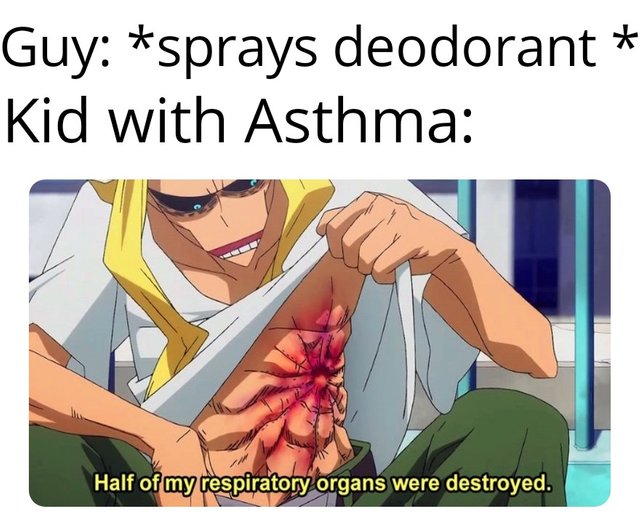 Guy: *sprays deodorant *
Kid with Asthma:
Half of my respiratory organs were destroyed.